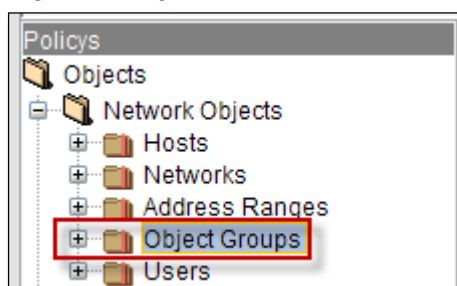 Policys
Objects
Network Objects
Hosts
Networks
Address Ranges
Object Groups
Users